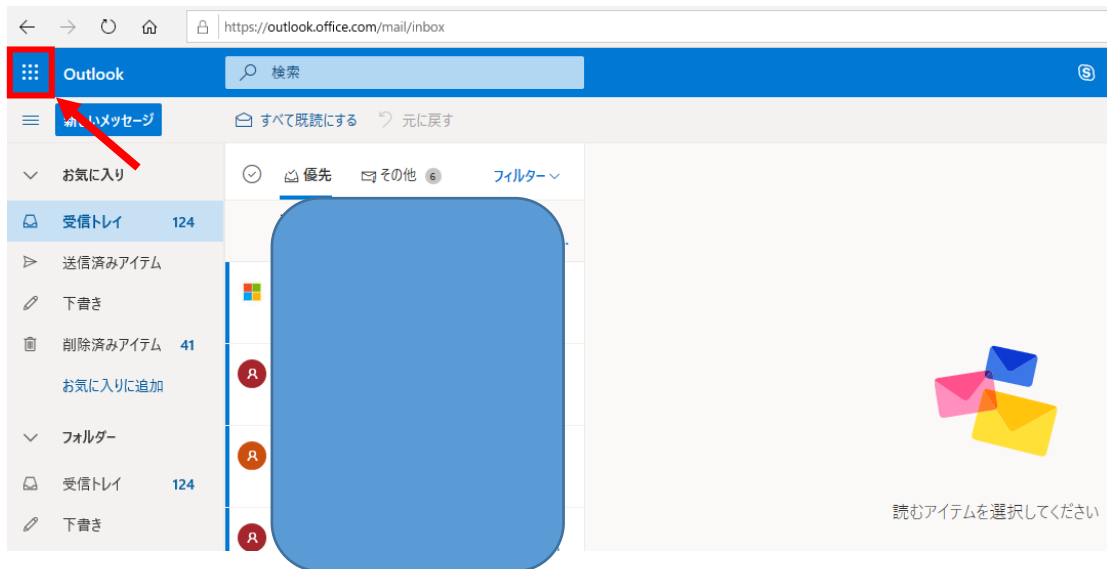 https://outlook.office.com/mail/inbox
Outlook
検索
メッセージ
すべて既読にする
元に戻す
お気に入り
優先
その他 6
フィルター
受信トレイ 124
送信済みアイテム
下書き
削除済みアイテム 41
お気に入りに追加
フォルダー
受信トレイ 124
下書き
読むアイテムを選択してください